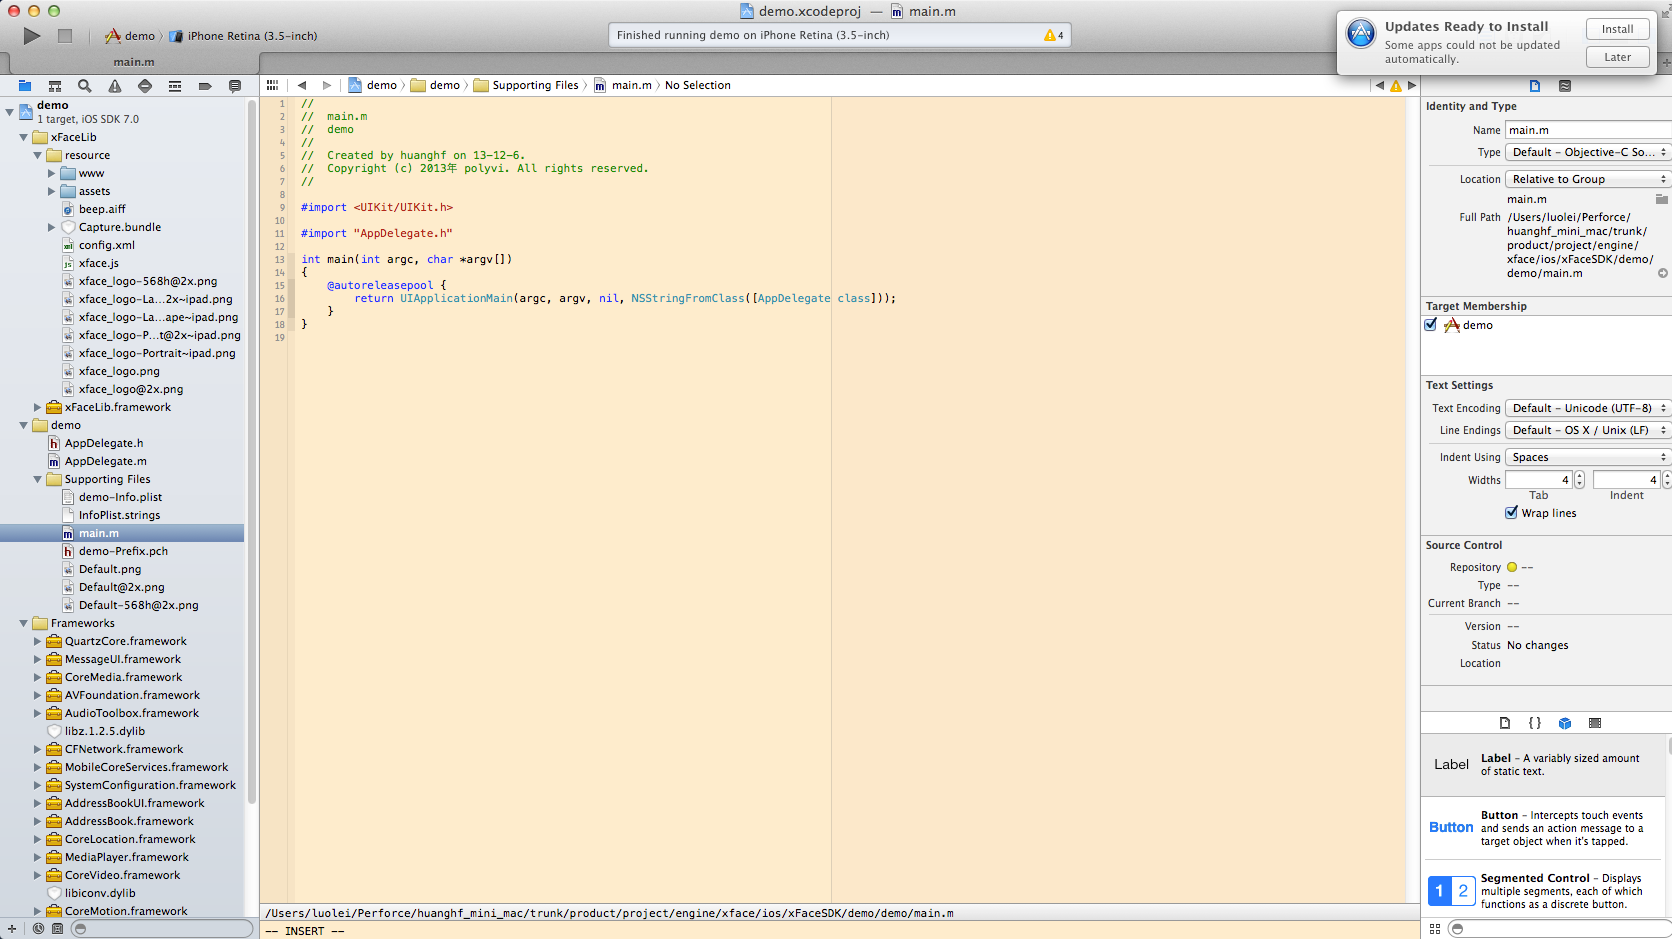 demo.xcodeproj — main.m
demo 〉 iPhone Retina (3.5-inch)
Finished running demo on iPhone Retina (3.5-inch)
4
Updates Ready to Install
Some apps could not be updated
automatically.
Install
Later
main.m
demo
1 target, iOS SDK 7.0
xFaceLib
resource
www
assets
beep.aiff
Capture.bundle
config.xml
xface.js
xface_logo-568h@2x.png
xface_logo-La...2x~ipad.png
xface_logo-La...ape~ipad.png
xface_logo-P...t@2x~ipad.png
xface_logo-Portrait~ipad.png
xface_logo.png
xface_logo@2x.png
xFaceLib.framework
demo
AppDelegate.h
AppDelegate.m
Supporting Files
demo-Info.plist
InfoPlist.strings
main.m
demo-Prefix.pch
Default.png
Default@2x.png
Default-568h@2x.png
Frameworks
QuartzCore.framework
MessageUI.framework
CoreMedia.framework
AVFoundation.framework
AudioToolbox.framework
libz.1.2.5.dylib
CFNetwork.framework
MobileCoreServices.framework
SystemConfiguration.framework
AddressBookUI.framework
AddressBook.framework
CoreLocation.framework
MediaPlayer.framework
CoreVideo.framework
libiconv.dylib
CoreMotion.framework
demo 〉 demo 〉 Supporting Files 〉 main.m 〉 No Selection
1 //
2 //  main.m
3 //  demo
4 //
5 //  Created by huanghf on 13-12-6.
6 //  Copyright (c) 2013年 polyvi. All rights reserved.
7 //
8
9 #import <UIKit/UIKit.h>
10
11 #import "AppDelegate.h"
12
13 int main(int argc, char *argv[])
14 {
15     @autoreleasepool {
16         return UIApplicationMain(argc, argv, nil, NSStringFromClass([AppDelegate class]));
17     }
18 }
19
/Users/luolei/Perforce/huanghf_mini_mac/trunk/product/project/engine/xface/ios/xFaceSDK/demo/demo/main.m
-- INSERT --
Identity and Type
Name main.m
Type Default - Objective-C So...
Location Relative to Group
main.m
Full Path /Users/luolei/Perforce/
huanghf_mini_mac/trunk/
product/project/engine/
xface/ios/xFaceSDK/demo/
demo/main.m
Target Membership
demo
Text Settings
Text Encoding Default - Unicode (UTF-8)
Line Endings Default - OS X / Unix (LF)
Indent Using Spaces
Widths 4 4
Tab Indent
Wrap lines
Source Control
Repository --
Type --
Current Branch --
Version --
Status No changes
Location
{ }
Label
Label - A variably sized amount
of static text.
Button
Button - Intercepts touch events
and sends an action message to a
target object when it's tapped.
1 2
Segmented Control - Displays
multiple segments, each of which
functions as a discrete button.